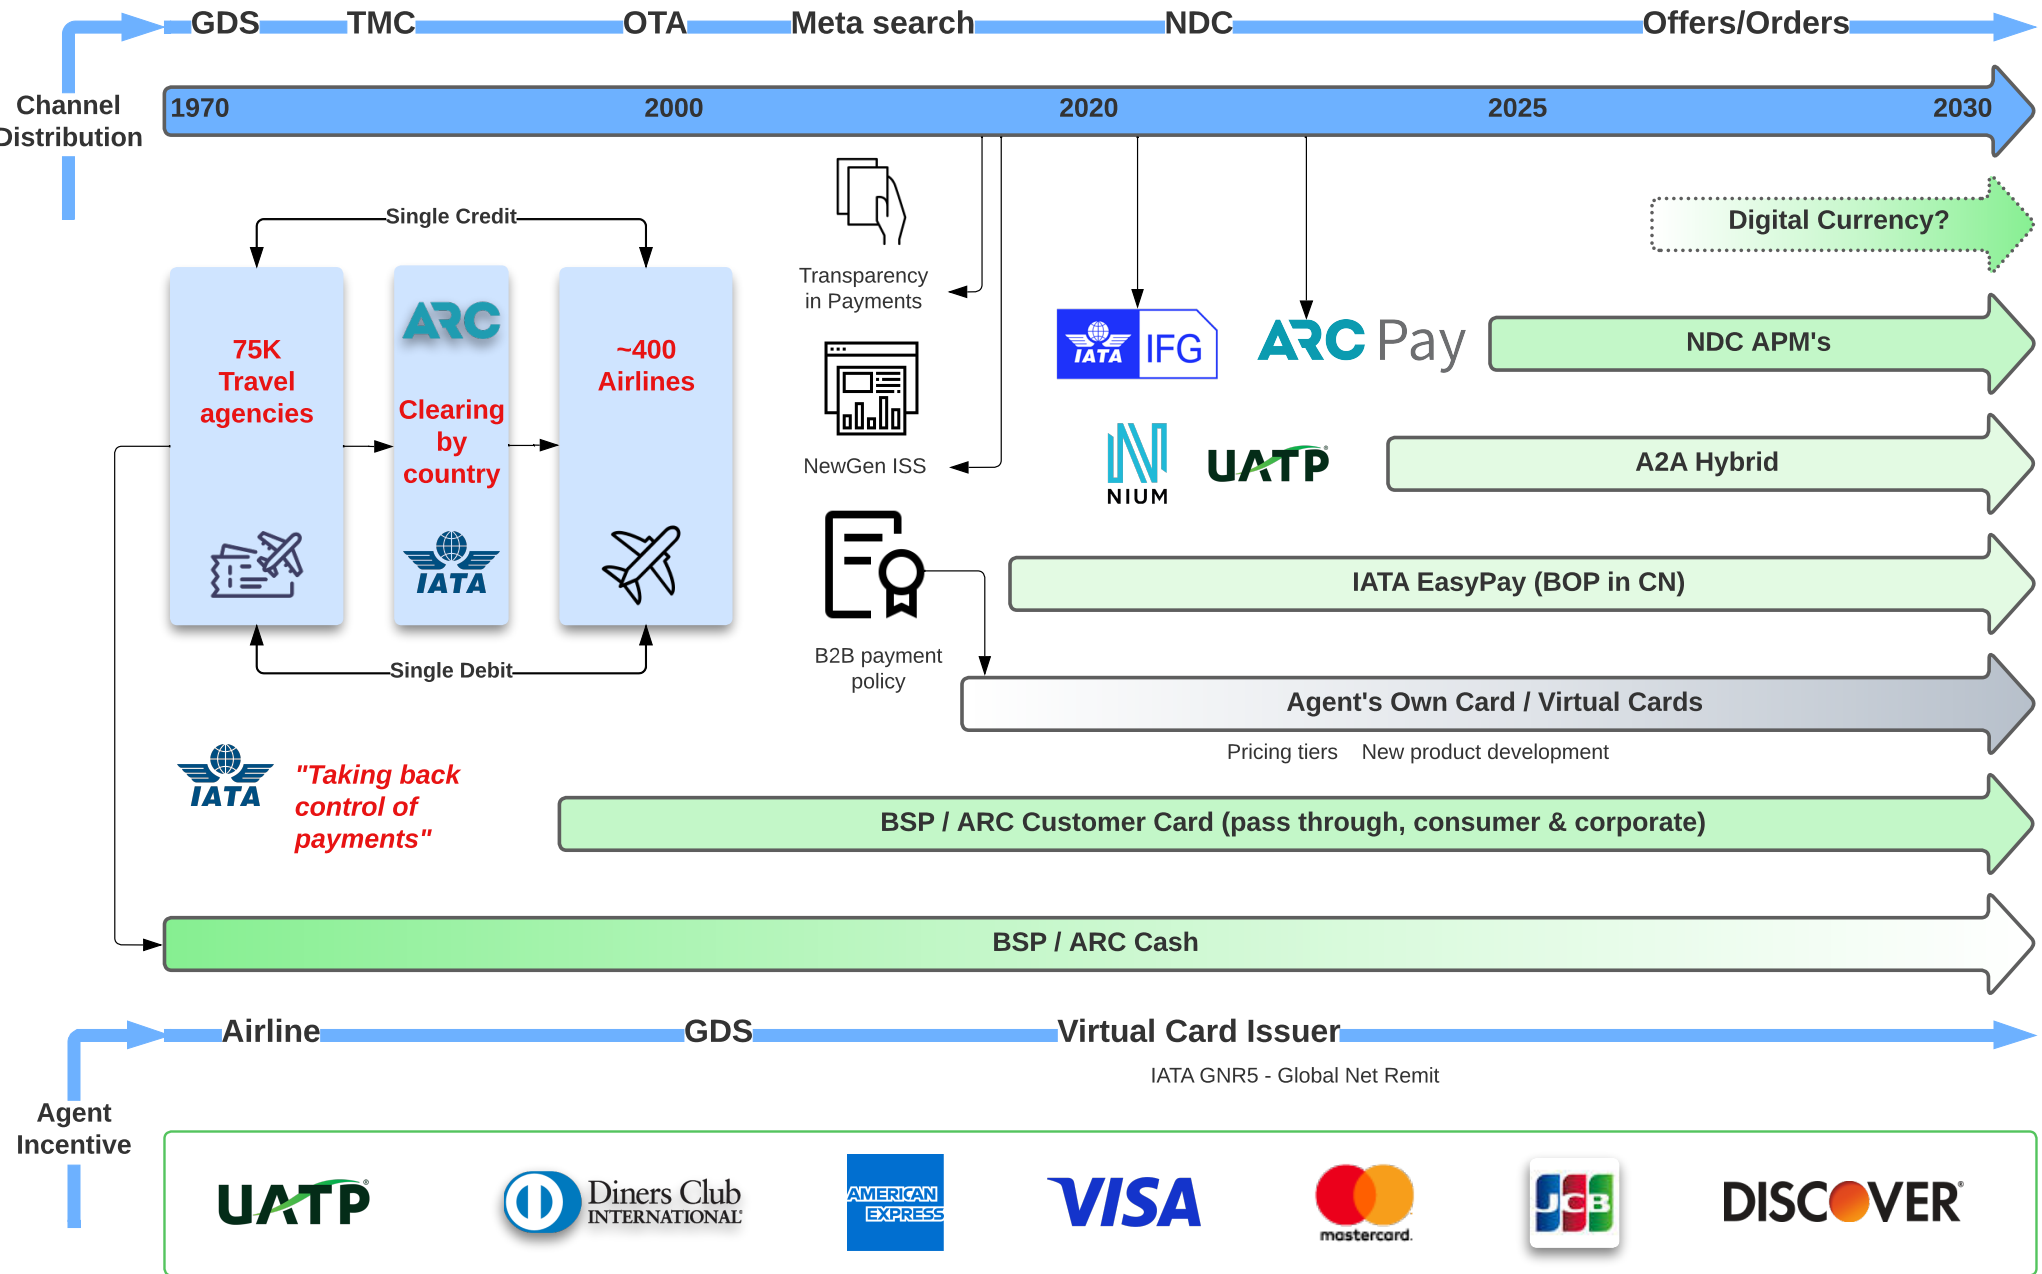 GDS TMC OTA Meta search NDC Offers/Orders
Channel
Distribution
1970 2000 2020 2025 2030
Single Credit
75K
Travel
agencies
ARC
Clearing
by
country
IATA
~400
Airlines
Single Debit
Transparency
in Payments
NewGen ISS
B2B payment
policy
Digital Currency?
IATA IFG
ARC Pay
NDC APM's
NIUM
UATP®
A2A Hybrid
IATA EasyPay (BOP in CN)
Agent's Own Card / Virtual Cards
Pricing tiers New product development
IATA
"Taking back
control of
payments"
BSP / ARC Customer Card (pass through, consumer & corporate)
BSP / ARC Cash
Airline GDS Virtual Card Issuer
IATA GNR5 - Global Net Remit
Agent
Incentive
UATP®
Diners Club
INTERNATIONAL®
AMERICAN
EXPRESS
VISA
mastercard.
JCB
DISCOVER®